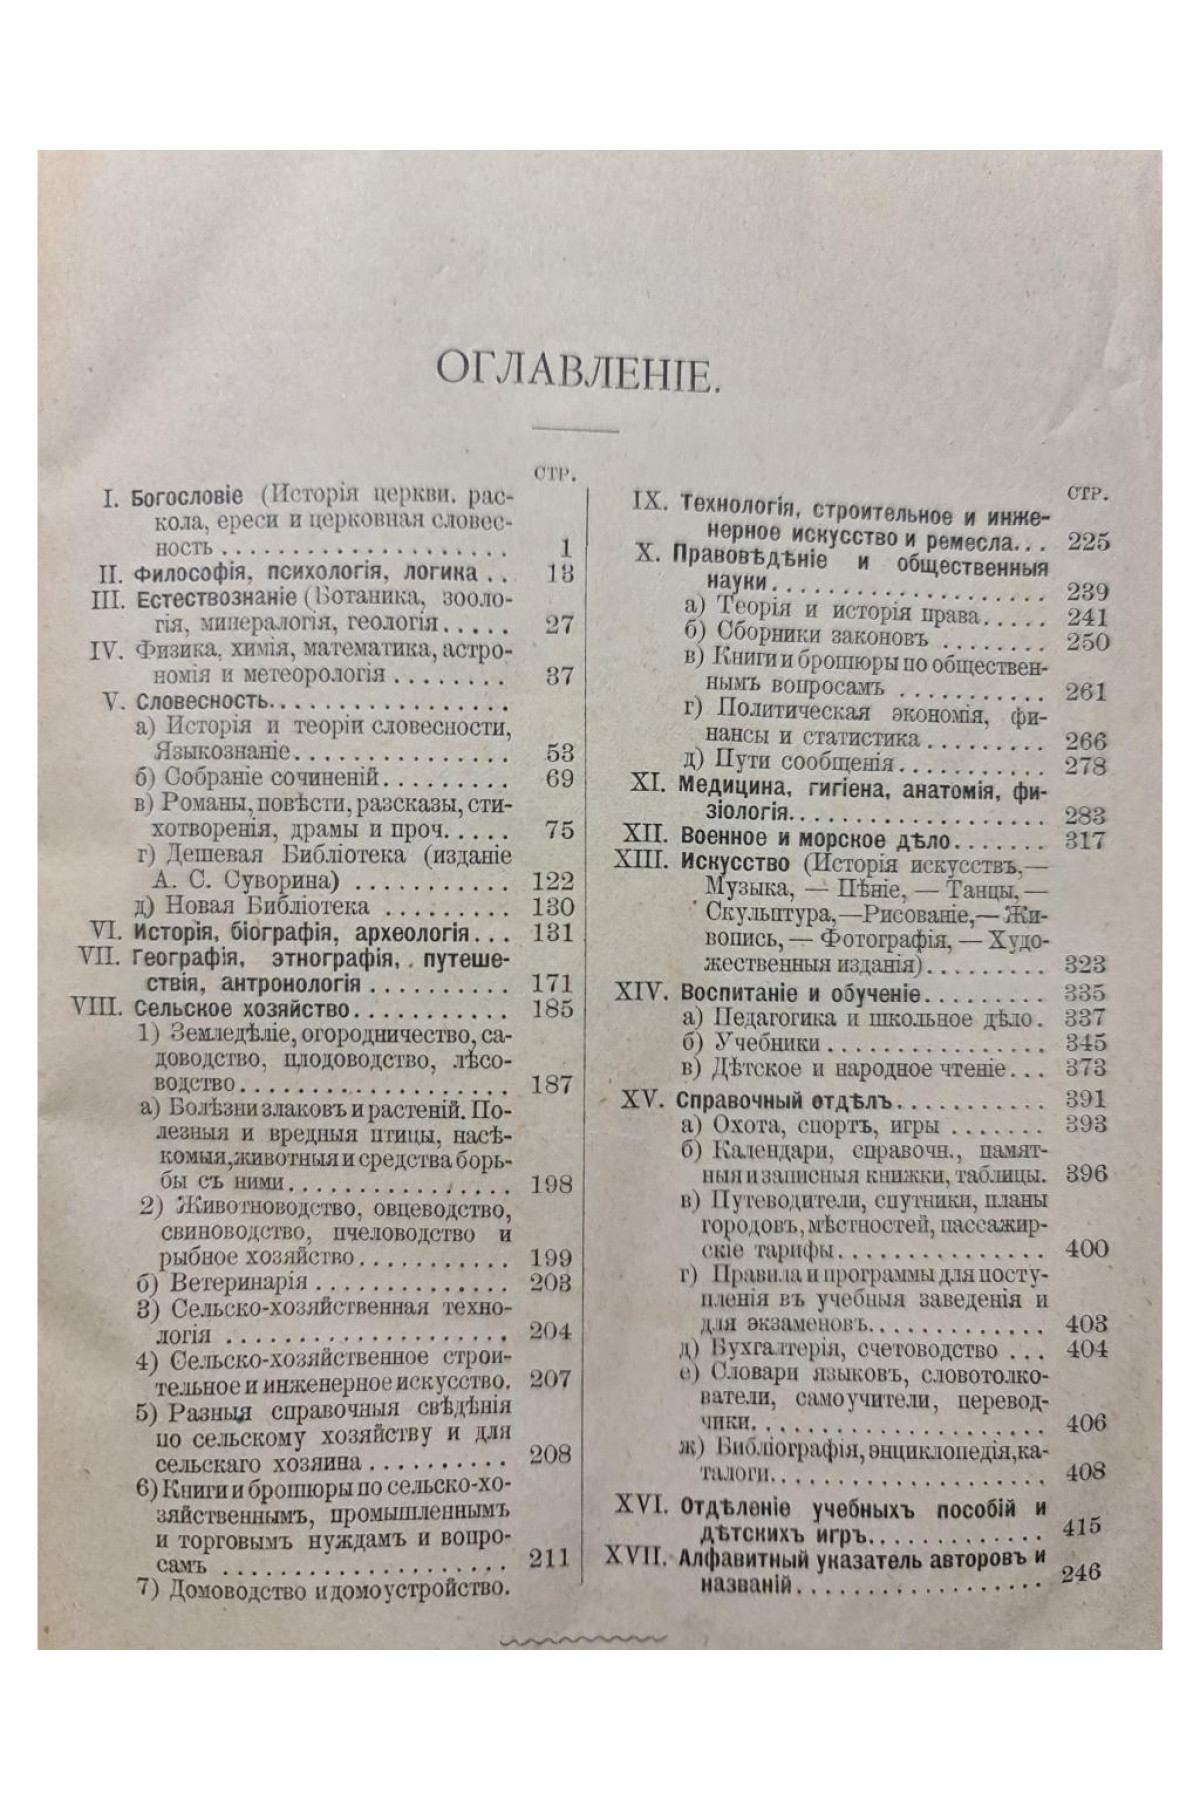 ОГЛАВЛЕНІЕ.
СТР.
I. Богословіе (Исторія церкви, рас-
кола, ереси и церковная словес-
ность . . . . . . . . . . . . . . . . . . . 1
II. Философія, психологія, логика . . 13
III. Естествознаніе (Ботаника, зооло-
гія, минералогія, геологія . . . . . 27
IV. Физика, химія, математика, астро-
номія и метеорологія . . . . . . . . 37
V. Словесность. . . . . . . . . . . . . . . .
а) Исторія и теоріи словесности,
Языкознаніе. . . . . . . . . . . . . . . 53
б) Собраніе сочиненій. . . . . . . . . 69
в) Романы, повѣсти, разсказы, сти-
хотворенія, драмы и проч. . . . . 75
г) Дешевая Библіотека (изданіе
А. С. Суворина) . . . . . . . . . . . 122
д) Новая Библіотека . . . . . . . . . 130
VI. Исторія, біографія, археологія. . . 131
VII. Географія, этнографія, путеше-
ствія, антронологія . . . . . . . . . . 171
VIII. Сельское хозяйство. . . . . . . . . . . 185
1) Земледѣліе, огородничество, са-
доводство, плодоводство, лѣсо-
водство. . . . . . . . . . . . . . . . . . 187
а) Болѣзни злаковъ и растеній. По-
лезныя и вредныя птицы, насѣ-
комыя, животныя и средства борь-
бы съ ними. . . . . . . . . . . . . . . 198
2) Животноводство, овцеводство,
свиноводство, пчеловодство и
рыбное хозяйство. . . . . . . . . . . 199
б) Ветеринарія . . . . . . . . . . . . . . 203
3) Сельско-хозяйственная техно-
логія . . . . . . . . . . . . . . . . . . . 204
4) Сельско-хозяйственное строи-
тельное и инженерное искусство. 207
5) Разныя справочныя свѣдѣнія
по сельскому хозяйству и для
сельскаго хозяина . . . . . . . . . . 208
6) Книги и брошюры по сельско-хо-
зяйственнымъ, промышленнымъ
и торговымъ нуждамъ и вопро-
самъ . . . . . . . . . . . . . . . . . . . 211
7) Домоводство и домоустройство.
СТР.
IX. Технологія, строительное и инже-
нерное искусство и ремесла. . . 225
X. Правовѣдѣніе и общественныя
науки. . . . . . . . . . . . . . . . . . . 239
а) Теорія и исторія права. . . . . 241
б) Сборники законовъ . . . . . . . . 250
в) Книги и брошюры по обществен-
нымъ вопросамъ . . . . . . . . . . 261
г) Политическая экономія, фи-
нансы и статистика . . . . . . . . . 266
д) Пути сообщенія. . . . . . . . . . . 278
XI. Медицина, гигіена, анатомія, фи-
зіологія. . . . . . . . . . . . . . . . . . 283
XII. Военное и морское дѣло. . . . . . . 317
XIII. Искусство (Исторія искусствъ,—
Музыка, — Пѣніе, — Танцы, —
Скульптура,—Рисованіе,— Жи-
вопись, — Фотографія, — Худо-
жественныя изданія). . . . . . . . . 323
XIV. Воспитаніе и обученіе. . . . . . . . . 335
а) Педагогика и школьное дѣло. 337
б) Учебники . . . . . . . . . . . . . . . 345
в) Дѣтское и народное чтеніе. . . 373
XV. Справочный отдѣлъ. . . . . . . . . . . 391
а) Охота, спортъ, игры . . . . . . . 393
б) Календари, справочн., памят-
ныя и записныя книжки, таблицы. 396
в) Путеводители, спутники, планы
городовъ, мѣстностей, пассажир-
скіе тарифы. . . . . . . . . . . . . . . 400
г) Правила и программы для посту-
пленія въ учебныя заведенія и
для экзаменовъ. . . . . . . . . . . . . 403
д) Бухгалтерія, счетоводство . . . 404
е) Словари языковъ, словотолко-
ватели, самоучители, перевод-
чики. . . . . . . . . . . . . . . . . . . . 406
ж) Библіографія, энциклопедія, ка-
талоги. . . . . . . . . . . . . . . . . . . 408
XVI. Отдѣленіе учебныхъ пособій и
дѣтскихъ игръ. . . . . . . . . . . . . 415
XVII. Алфавитный указатель авторовъ и
названій. . . . . . . . . . . . . . . . . . 246